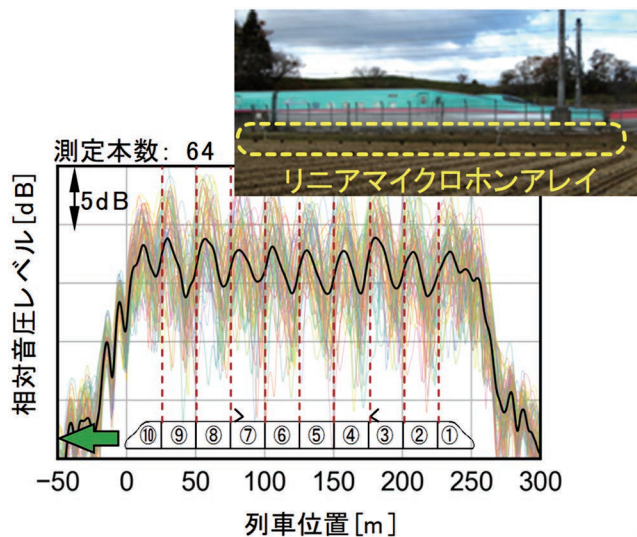 リニアマイクロホンアレイ
測定本数: 64
5dB
相対音圧レベル[dB]
⑩ ⑨ ⑧ ⑦ ⑥ ⑤ ④ ③ ② ①
-50 0 50 100 150 200 250 300
列車位置[m]